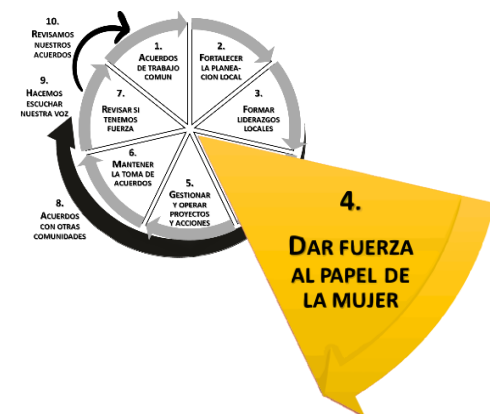 10.
REVISAMOS
NUESTROS
ACUERDOS
1.
ACUERDOS
DE TRABAJO
COMUN
2.
FORTALECER
LA PLANEA-
CION LOCAL
9.
HACEMOS
ESCUCHAR
NUESTRA VOZ
7.
REVISAR SI
TENEMOS
FUERZA
3.
FORMAR
LIDERAZGOS
LOCALES
6.
MANTENER
LA TOMA DE
ACUERDOS
5.
GESTIONAR
Y OPERAR
PROYECTOS
Y ACCIONES
8.
ACUERDOS
CON OTRAS
COMUNIDADES
4.
DAR FUERZA
AL PAPEL DE
LA MUJER